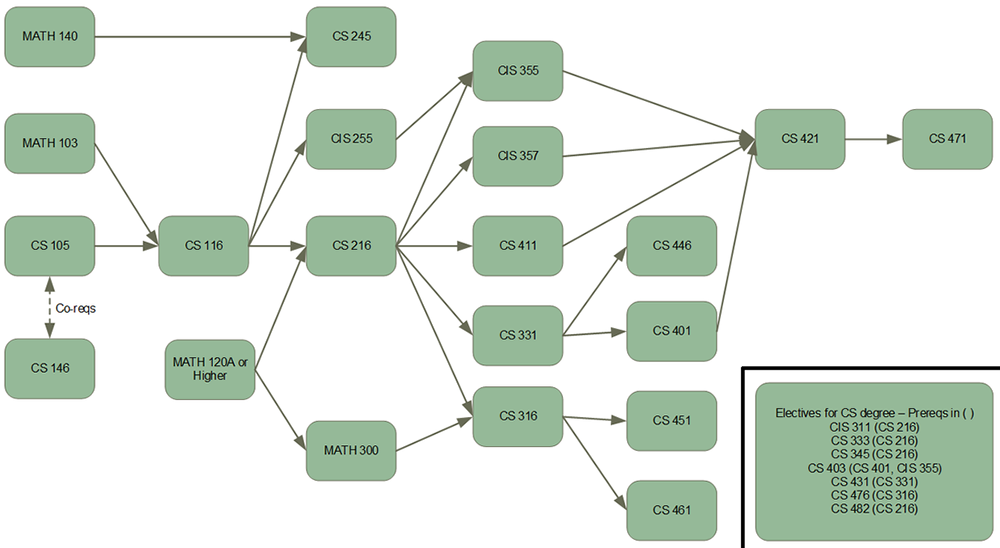 MATH 140
CS 245
CIS 355
MATH 103
CIS 255
CIS 357
CS 421
CS 471
CS 105
CS 116
CS 216
CS 411
CS 446
Co-reqs
CS 331
CS 401
CS 146
MATH 120A or
Higher
CS 316
CS 451
MATH 300
CS 461
Electives for CS degree – Prereqs in ( )
CIS 311 (CS 216)
CS 333 (CS 216)
CS 345 (CS 216)
CS 403 (CS 401, CIS 355)
CS 431 (CS 331)
CS 476 (CS 316)
CS 482 (CS 216)